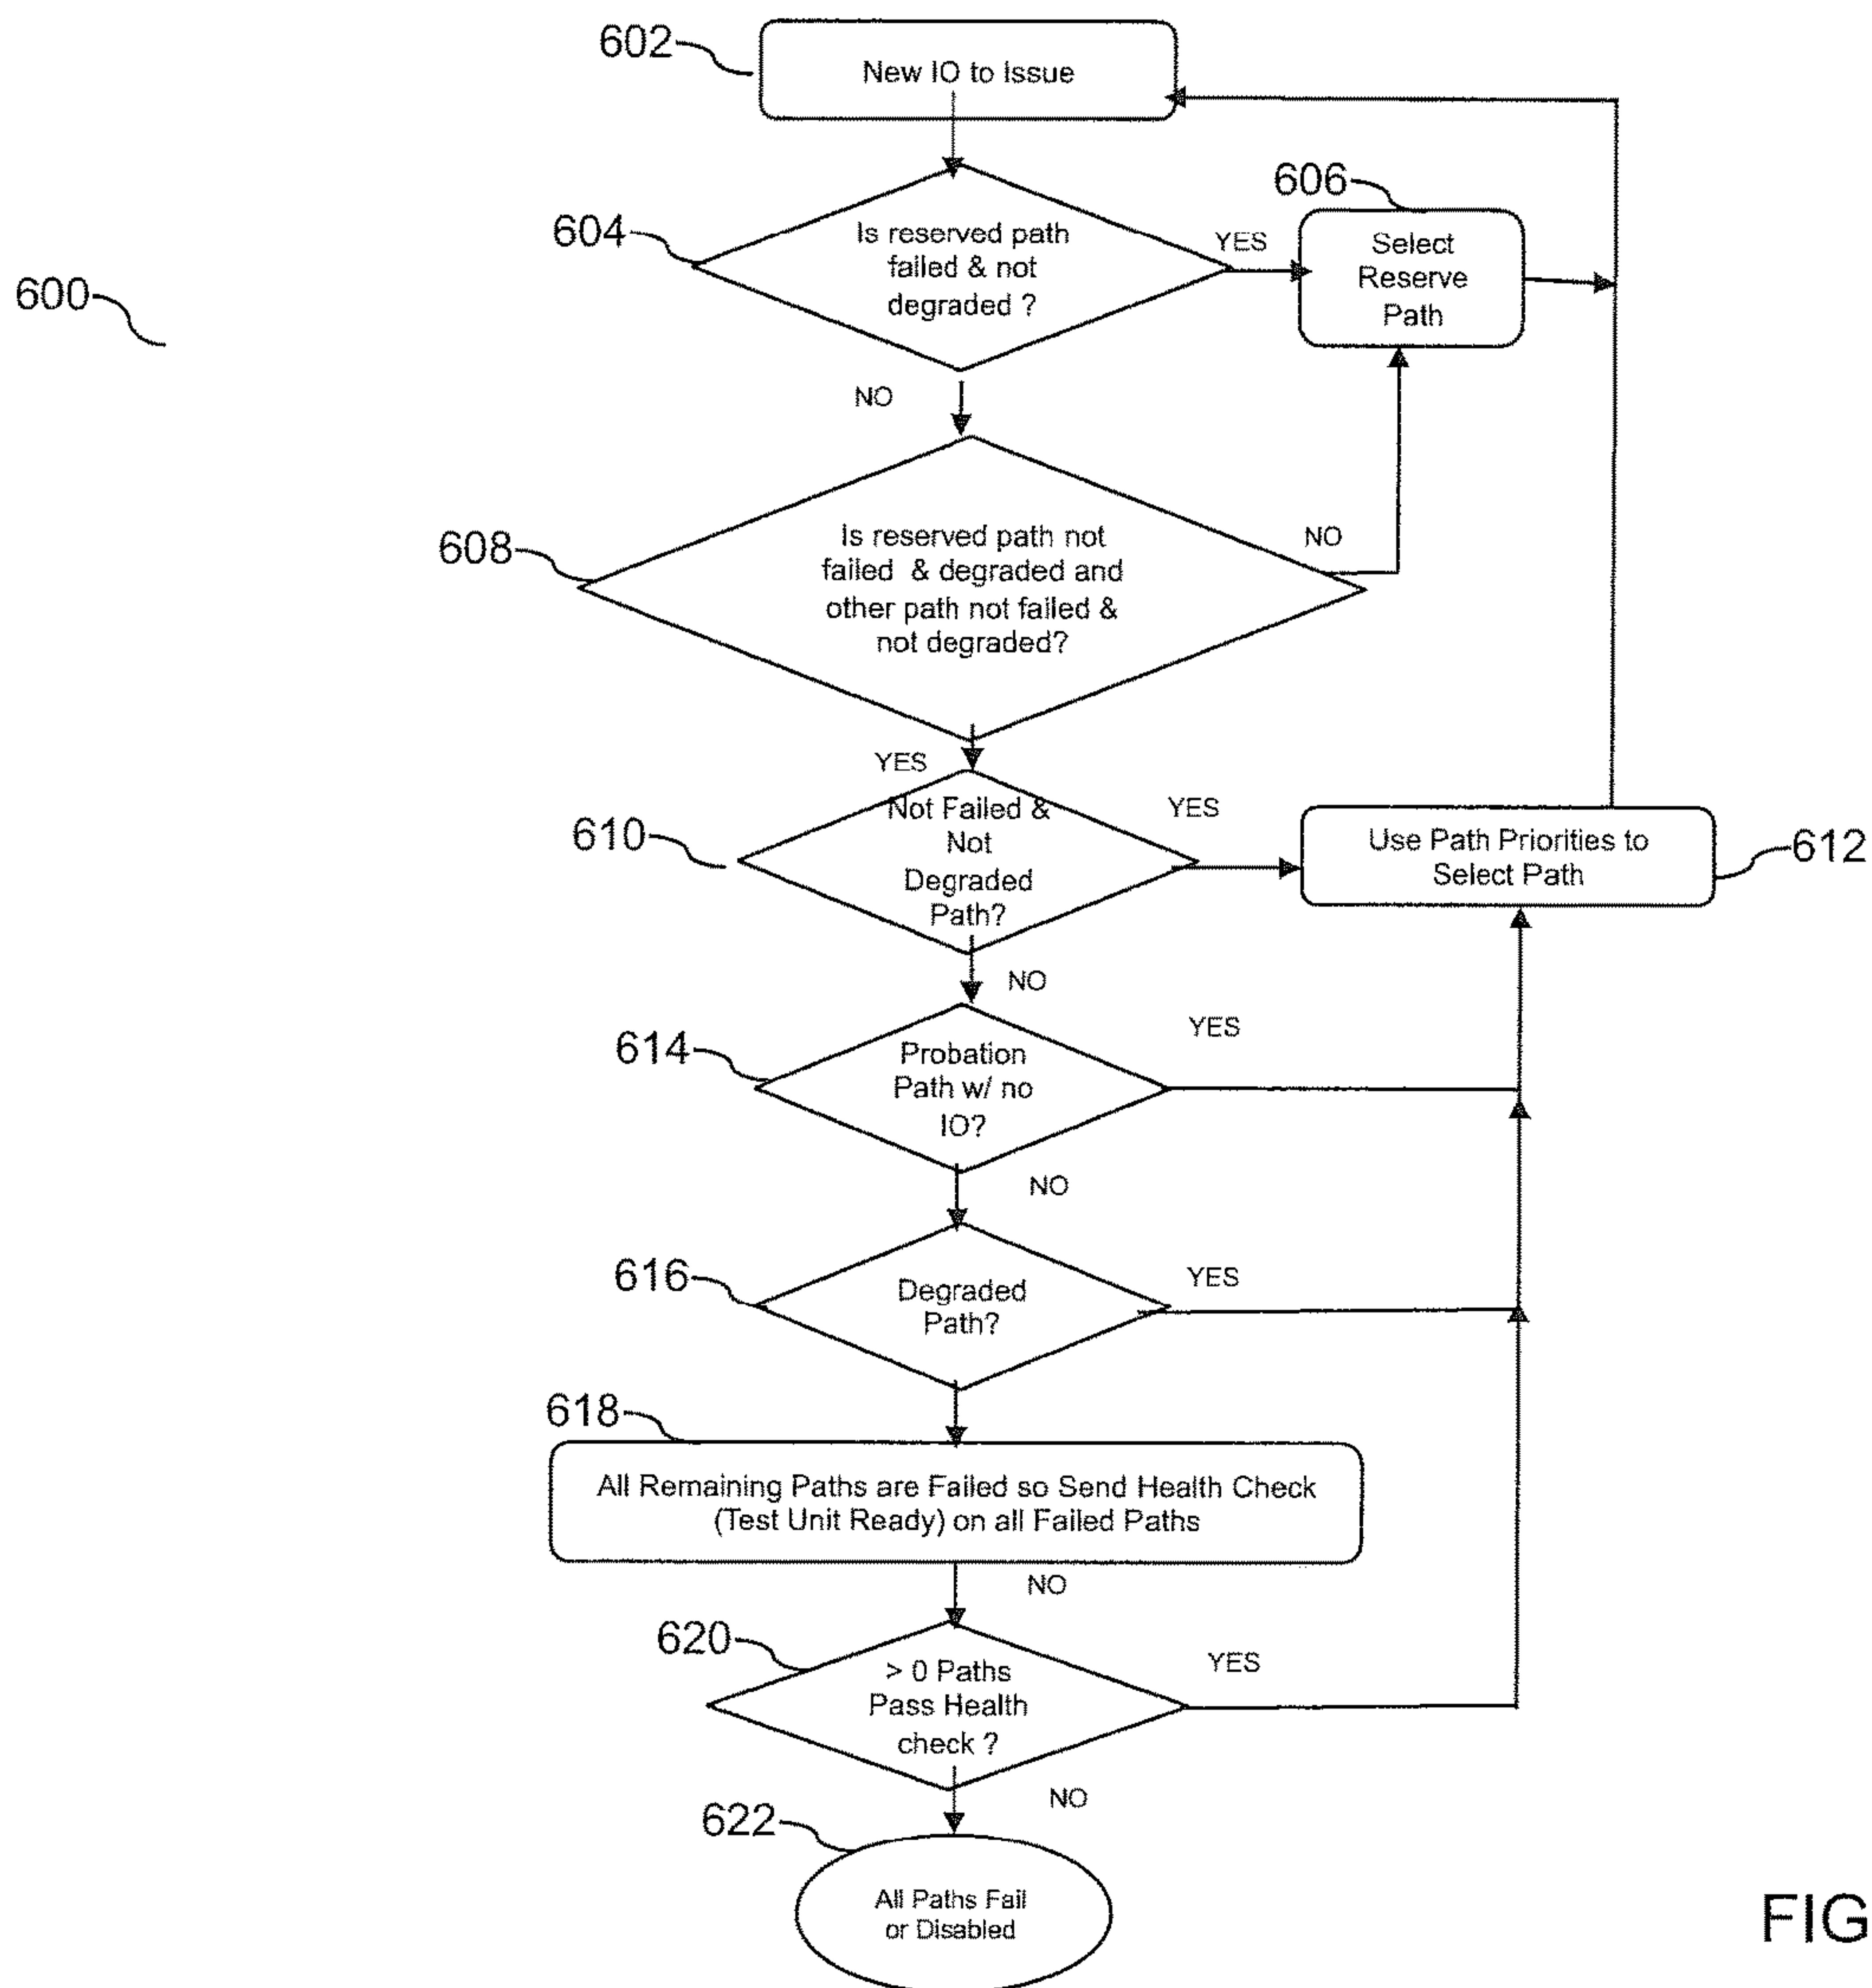 602
New IO to Issue
606
604
Is reserved path
failed & not
degraded ?
YES
Select
Reserve
Path
600
NO
608
Is reserved path not
failed & degraded and
other path not failed &
not degraded?
NO
YES
610
Not Failed &
Not
Degraded
Path?
YES
Use Path Priorities to
Select Path
612
NO
614
Probation
Path w/ no
IO?
YES
NO
616
Degraded
Path?
YES
618
All Remaining Paths are Failed so Send Health Check
(Test Unit Ready) on all Failed Paths
NO
620
> 0 Paths
Pass Health
check ?
YES
NO
622
All Paths Fail
or Disabled
FIG